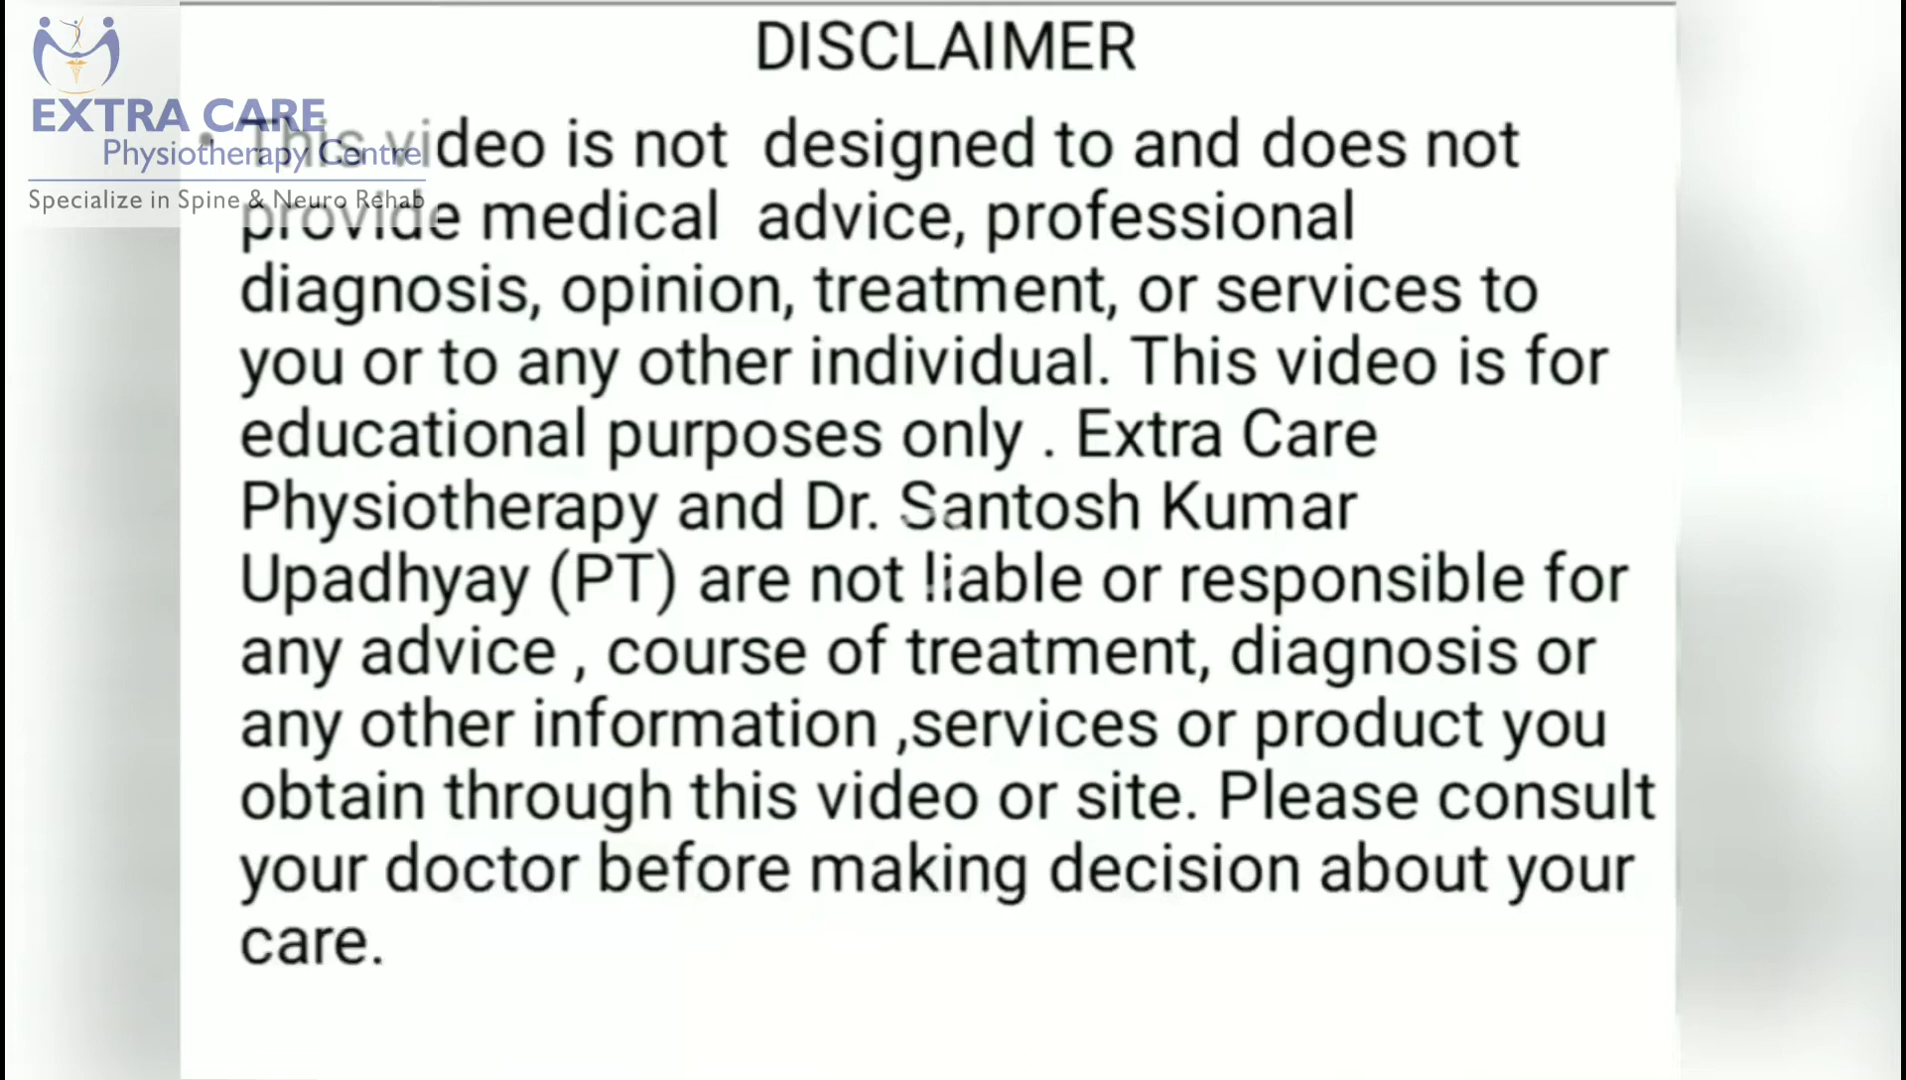 DISCLAIMER
EXTRA CARE
Physiotherapy Centre
Specialize in Spine & Neuro Rehab
• This video is not designed to and does not
provide medical advice, professional
diagnosis, opinion, treatment, or services to
you or to any other individual. This video is for
educational purposes only . Extra Care
Physiotherapy and Dr. Santosh Kumar
Upadhyay (PT) are not liable or responsible for
any advice , course of treatment, diagnosis or
any other information ,services or product you
obtain through this video or site. Please consult
your doctor before making decision about your
care.